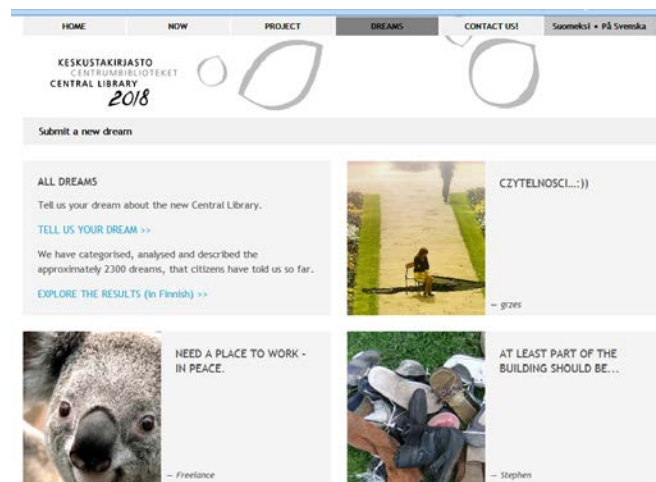 HOME NOW PROJECT DREAMS CONTACT US! Suomeksi • På Svenska
KESKUSTAKIRJASTO
CENTRUMBIBLIOTEKET
CENTRAL LIBRARY
2018
Submit a new dream
ALL DREAMS
Tell us your dream about the new Central Library.
TELL US YOUR DREAM >>
We have categorised, analysed and described the
approximately 2300 dreams, that citizens have told us so far.
EXPLORE THE RESULTS (in Finnish) >>
CZYTELNOSCI...:))
— grzes
NEED A PLACE TO WORK -
IN PEACE.
— Freelance
AT LEAST PART OF THE
BUILDING SHOULD BE...
— Stephen